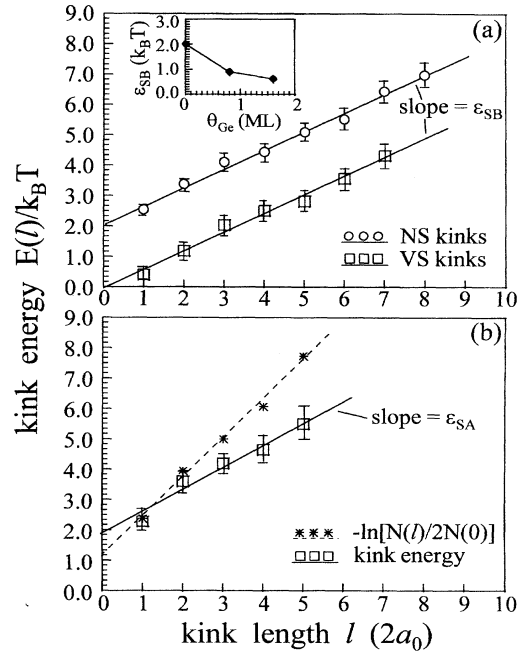 kink energy E(l)/k_BT
9.0
8.0
7.0
6.0
5.0
4.0
3.0
2.0
1.0
0.0
(a)
ε_SB (k_BT)
3.0
2.0
1.0
0.0
0 1 2
θ_Ge (ML)
slope = ε_SB
NS kinks
VS kinks
0 1 2 3 4 5 6 7 8 9 10
9.0
8.0
7.0
6.0
5.0
4.0
3.0
2.0
1.0
0.0
(b)
slope = ε_SA
-ln[N(l)/2N(0)]
kink energy
0 1 2 3 4 5 6 7 8 9 10
kink length l (2a_0)